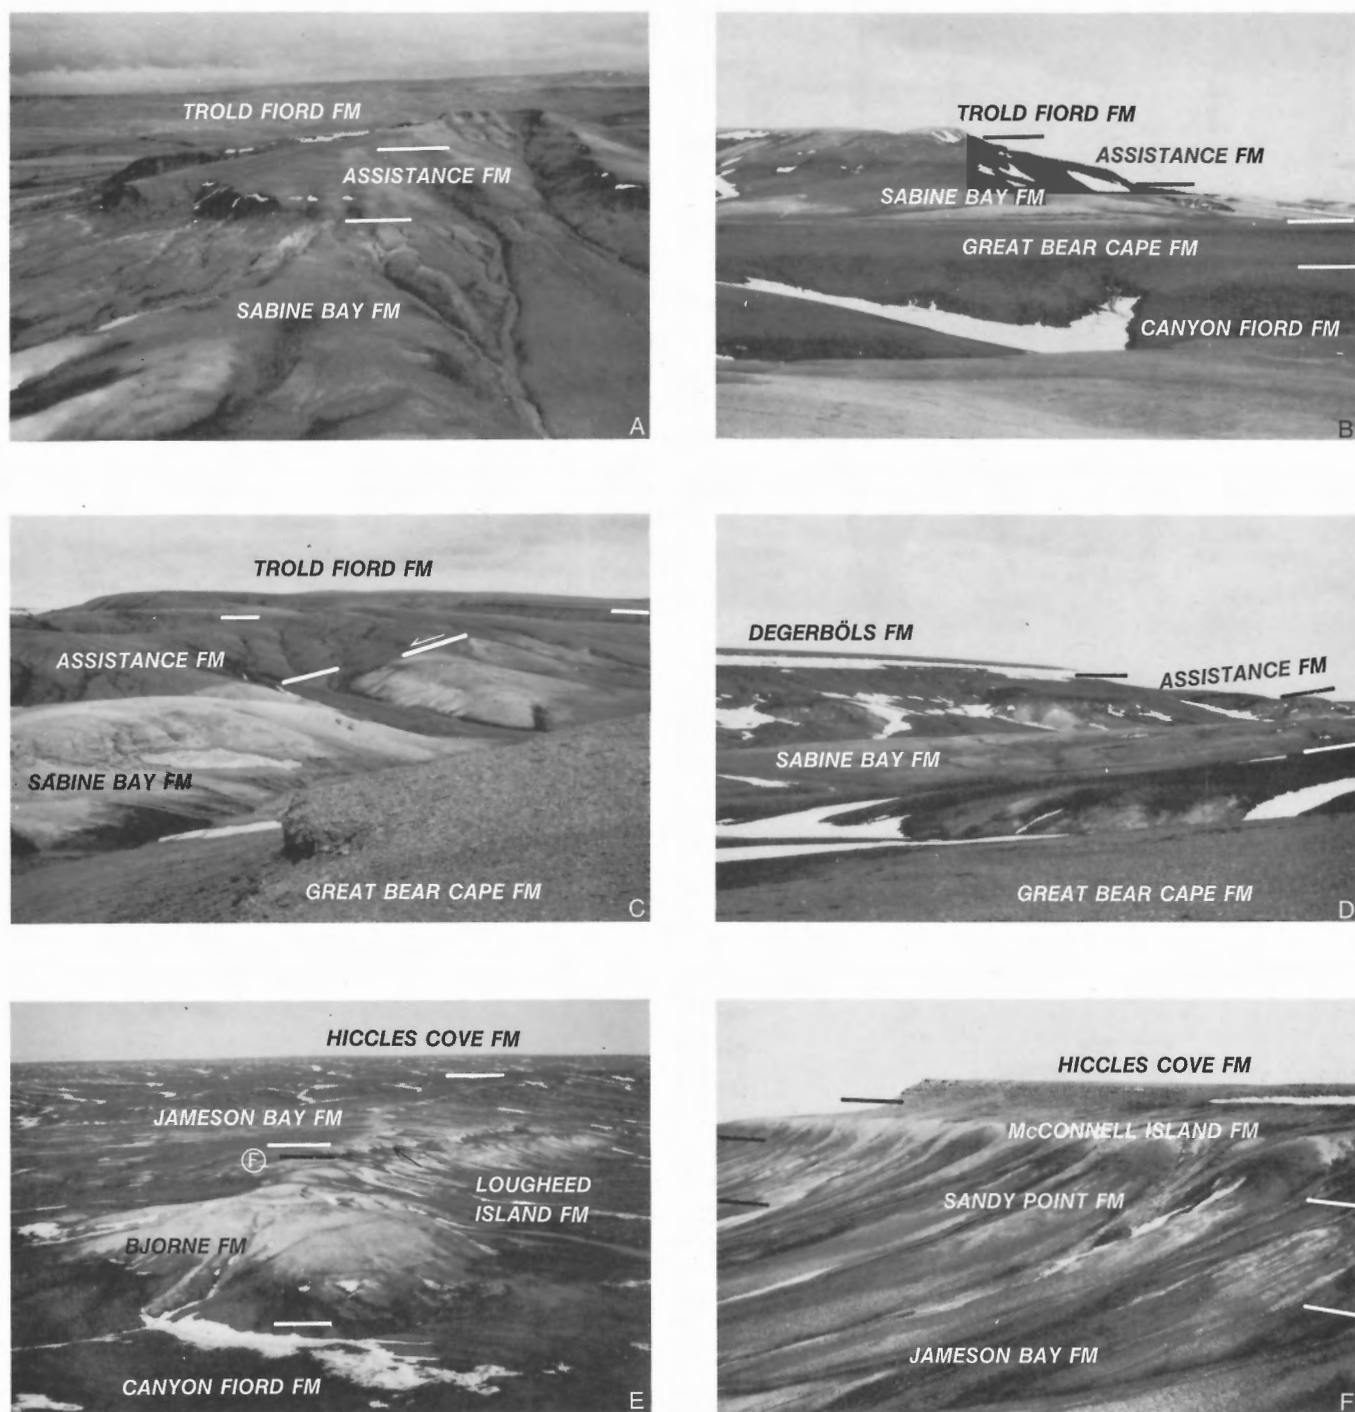 TROLD FIORD FM
ASSISTANCE FM
SABINE BAY FM
A
TROLD FIORD FM
ASSISTANCE FM
SABINE BAY FM
GREAT BEAR CAPE FM
CANYON FIORD FM
B
TROLD FIORD FM
ASSISTANCE FM
SABINE BAY FM
GREAT BEAR CAPE FM
C
DEGERBÖLS FM
ASSISTANCE FM
SABINE BAY FM
GREAT BEAR CAPE FM
D
HICCLES COVE FM
JAMESON BAY FM
F
LOUGHEED
ISLAND FM
BJORNE FM
CANYON FIORD FM
E
HICCLES COVE FM
McCONNELL ISLAND FM
SANDY POINT FM
JAMESON BAY FM
F